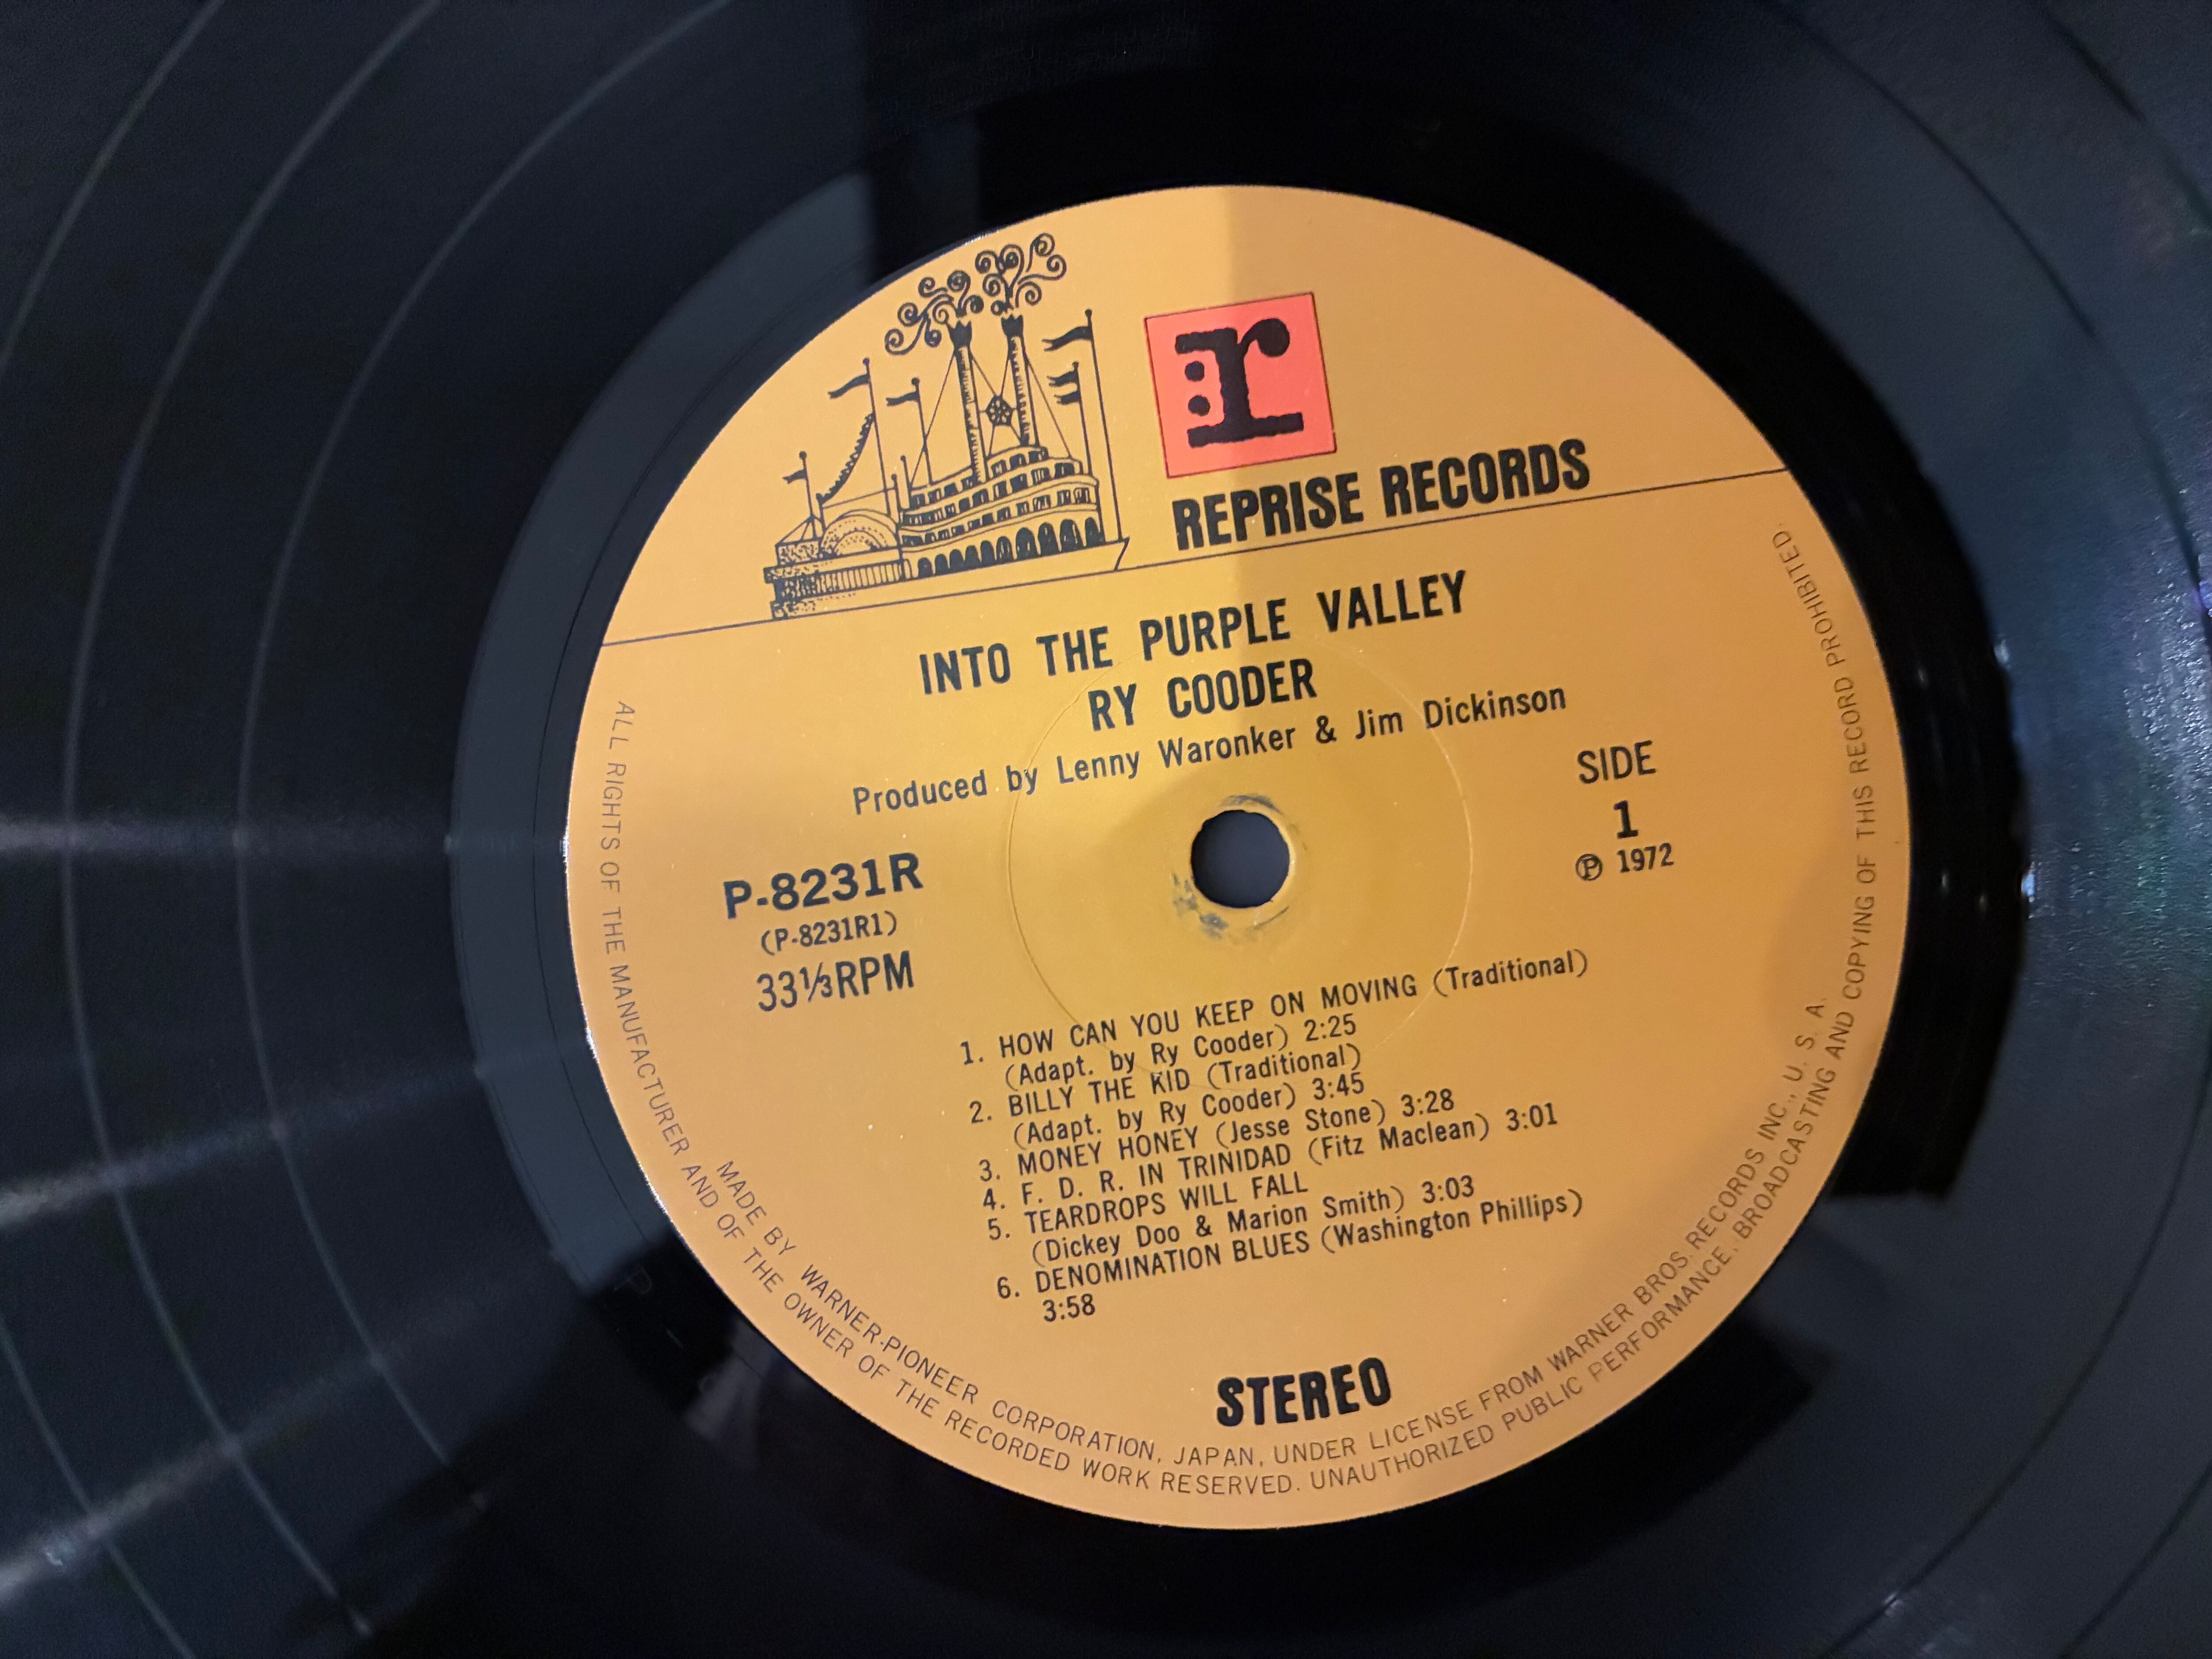 r
REPRISE RECORDS
INTO THE PURPLE VALLEY
RY COODER
Produced by Lenny Waronker & Jim Dickinson
SIDE
1
Ⓟ 1972
P-8231R
(P-8231R1)
33⅓RPM
1. HOW CAN YOU KEEP ON MOVING (Traditional)
(Adapt. by Ry Cooder) 2:25
2. BILLY THE KID (Traditional)
(Adapt. by Ry Cooder) 3:45
3. MONEY HONEY (Jesse Stone) 3:28
4. F. D. R. IN TRINIDAD (Fitz Maclean) 3:01
5. TEARDROPS WILL FALL
(Dickey Doo & Marion Smith) 3:03
6. DENOMINATION BLUES (Washington Phillips)
3:58
STEREO
MADE BY WARNER-PIONEER CORPORATION, JAPAN, UNDER LICENSE FROM WARNER BROS. RECORDS INC., U. S. A.
ALL RIGHTS OF THE MANUFACTURER AND OF THE OWNER OF THE RECORDED WORK RESERVED. UNAUTHORIZED PUBLIC PERFORMANCE, BROADCASTING AND COPYING OF THIS RECORD PROHIBITED.